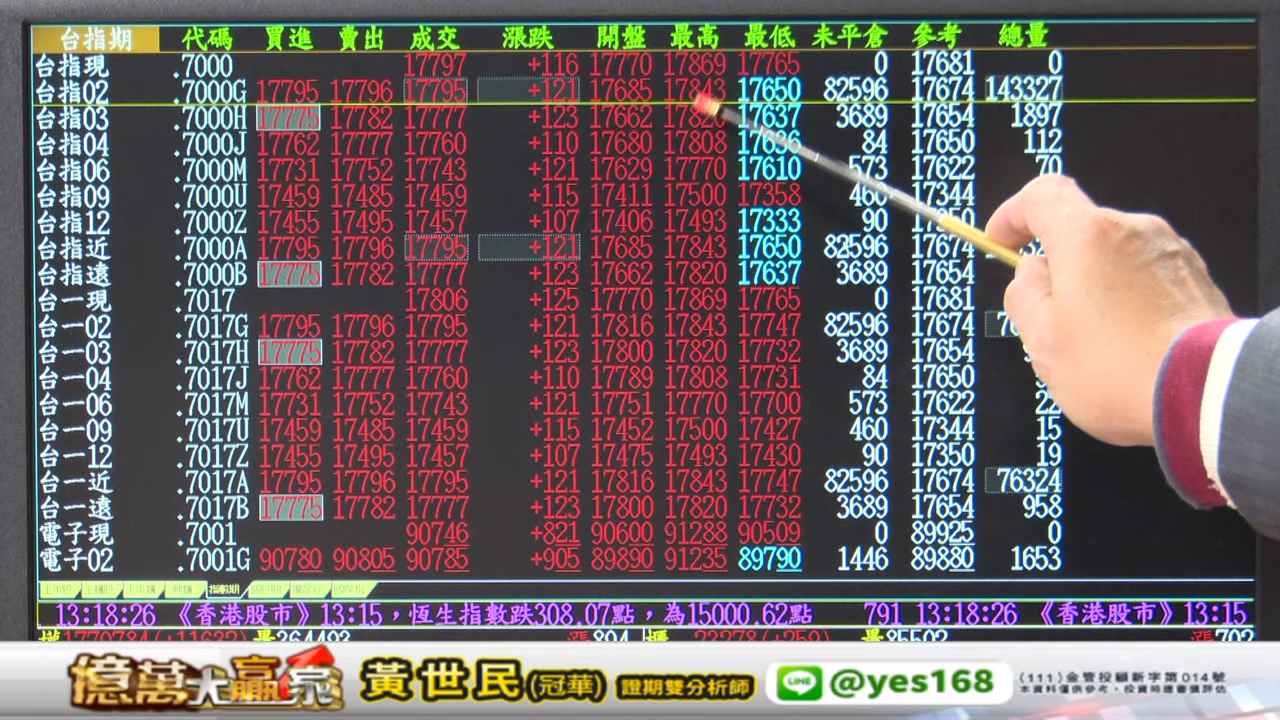 台指期 代碼 買進 賣出 成交 漲跌 開盤 最高 最低 未平倉 參考 總量
台指現 .7000 17797 +116 17770 17869 17765 0 17681 0
台指02 .7000G 17795 17796 17795 +121 17685 17843 17650 82596 17674 143327
台指03 .7000H 17775 17782 17777 +123 17662 17820 17637 3689 17654 1897
台指04 .7000J 17762 17777 17760 +110 17680 17808 17636 84 17650 112
台指06 .7000M 17731 17752 17743 +121 17629 17770 17610 573 17622 70
台指09 .7000U 17459 17485 17459 +115 17411 17500 17358 460 17344
台指12 .7000Z 17455 17495 17457 +107 17406 17493 17333 90 17350
台指近 .7000A 17795 17796 17795 +121 17685 17843 17650 82596 17674
台指遠 .7000B 17775 17782 17777 +123 17662 17820 17637 3689 17654
台一現 .7017 17806 +125 17770 17869 17765 0 17681
台一02 .7017G 17795 17796 17795 +121 17816 17843 17747 82596 17674
台一03 .7017H 17775 17782 17777 +123 17800 17820 17732 3689 17654
台一04 .7017J 17762 17777 17760 +110 17789 17808 17731 84 17650
台一06 .7017M 17731 17752 17743 +121 17751 17770 17700 573 17622 22
台一09 .7017U 17459 17485 17459 +115 17452 17500 17427 460 17344 15
台一12 .7017Z 17455 17495 17457 +107 17475 17493 17430 90 17350 19
台一近 .7017A 17795 17796 17795 +121 17816 17843 17747 82596 17674 76324
台一遠 .7017B 17775 17782 17777 +123 17800 17820 17732 3689 17654 958
電子現 .7001 90746 +821 90600 91288 90509 0 89925 0
電子02 .7001G 90780 90805 90785 +905 89890 91235 89790 1446 89880 1653
13:18:26 《香港股市》13:15，恆生指數跌308.07點，為15000.62點 791 13:18:26 《香港股市》13:15
億萬大贏家 黃世民(冠華) 證期雙分析師 LINE @yes168
(111)金管投顧新字第014號
本資料僅供參考，投資時應審慎評估